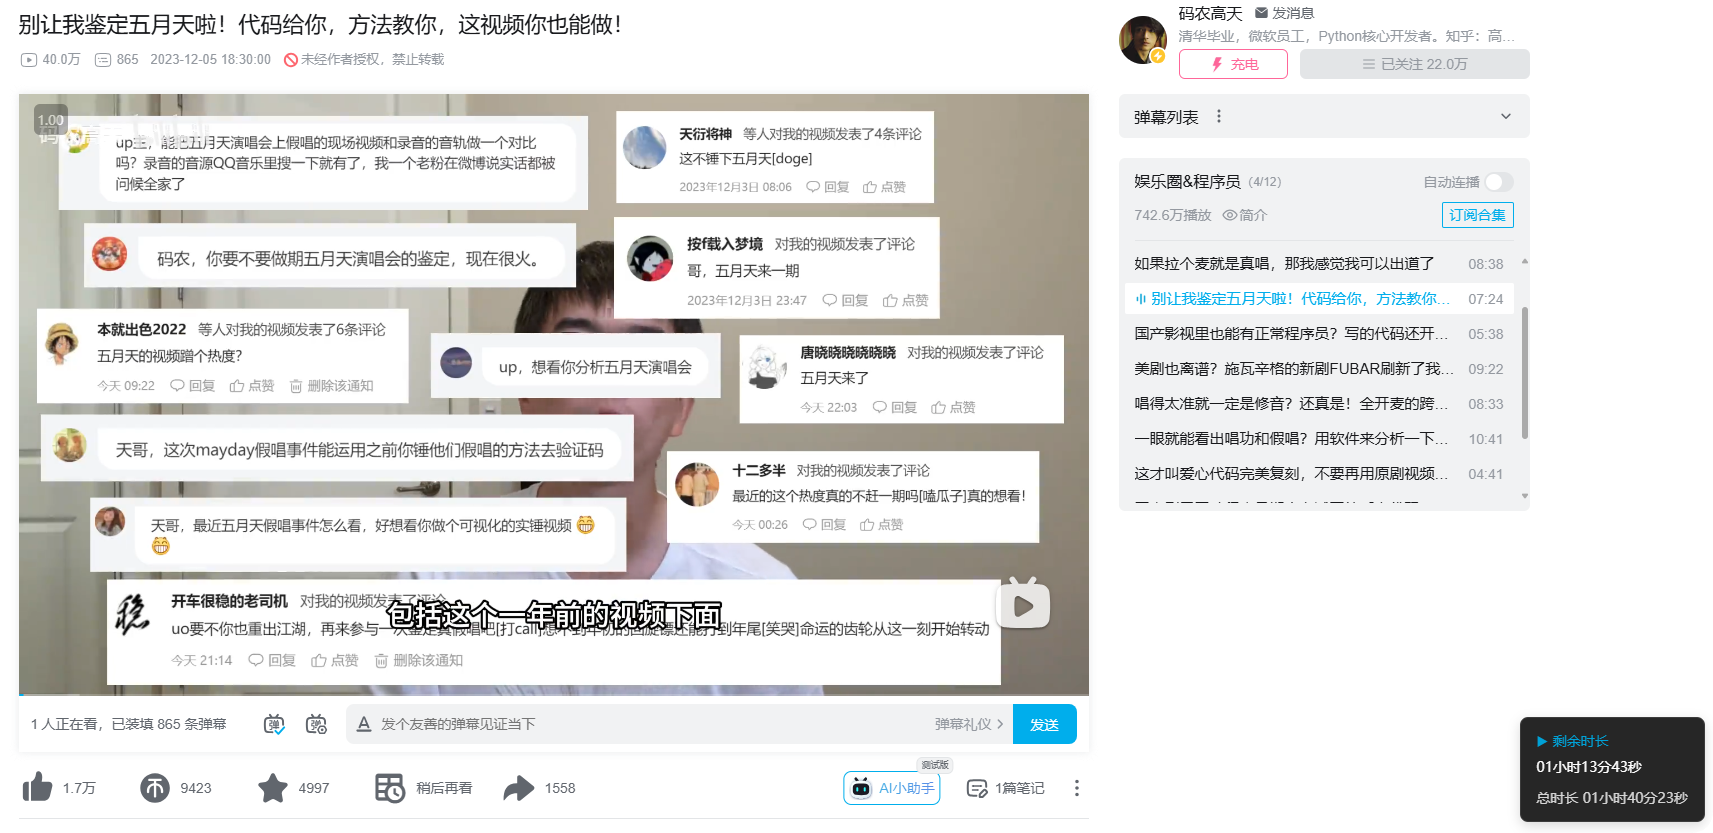 别让我鉴定五月天啦！代码给你，方法教你，这视频你也能做！
40.0万 865 2023-12-05 18:30:00 未经作者授权，禁止转载
1.00
up主，能把五月天演唱会上假唱的现场视频和录音的音轨做一个对比
吗？录音的音源QQ音乐里搜一下就有了，我一个老粉在微博说实话都被
问候全家了
天衍将神 等人对我的视频发表了4条评论
这不锤下五月天[doge]
2023年12月3日 08:06 回复 点赞
码农，你要不要做期五月天演唱会的鉴定，现在很火。
按f载入梦境 对我的视频发表了评论
哥，五月天来一期
2023年12月3日 23:47 回复 点赞
本就出色2022 等人对我的视频发表了6条评论
五月天的视频蹭个热度?
今天 09:22 回复 点赞 删除该通知
up，想看你分析五月天演唱会
唐晓晓晓晓晓晓 对我的视频发表了评论
五月天来了
今天 22:03 回复 点赞
天哥，这次mayday假唱事件能运用之前你锤他们假唱的方法去验证码
十二多半 对我的视频发表了评论
最近的这个热度真的不赶一期吗[嗑瓜子]真的想看！
今天 00:26 回复 点赞
天哥，最近五月天假唱事件怎么看，好想看你做个可视化的实锤视频
开车很稳的老司机 对我的视频发表了评论
包括这个一年前的视频下面
uo要不你也重出江湖，再来参与一次鉴定真假唱吧[打call]想不到年初的回旋镖还能打到年尾[笑哭]命运的齿轮从这一刻开始转动
今天 21:14 回复 点赞 删除该通知
1 人正在看，已装填 865 条弹幕
弹 弹
A 发个友善的弹幕见证当下 弹幕礼仪 > 发送
1.7万 9423 4997 稍后再看 1558 测试版 AI小助手 1篇笔记
码农高天 发消息
清华毕业，微软员工，Python核心开发者。知乎：高...
充电 已关注 22.0万
弹幕列表
娱乐圈&程序员 (4/12) 自动连播
742.6万播放 简介 订阅合集
如果拉个麦就是真唱，那我感觉我可以出道了 08:38
别让我鉴定五月天啦！代码给你，方法教你... 07:24
国产影视里也能有正常程序员？写的代码还开... 05:38
美剧也离谱？施瓦辛格的新剧FUBAR刷新了我... 09:22
唱得太准就一定是修音？还真是！全开麦的跨... 08:33
一眼就能看出唱功和假唱？用软件来分析一下... 10:41
这才叫爱心代码完美复刻，不要再用原剧视频... 04:41
剩余时长
01小时13分43秒
总时长 01小时40分23秒